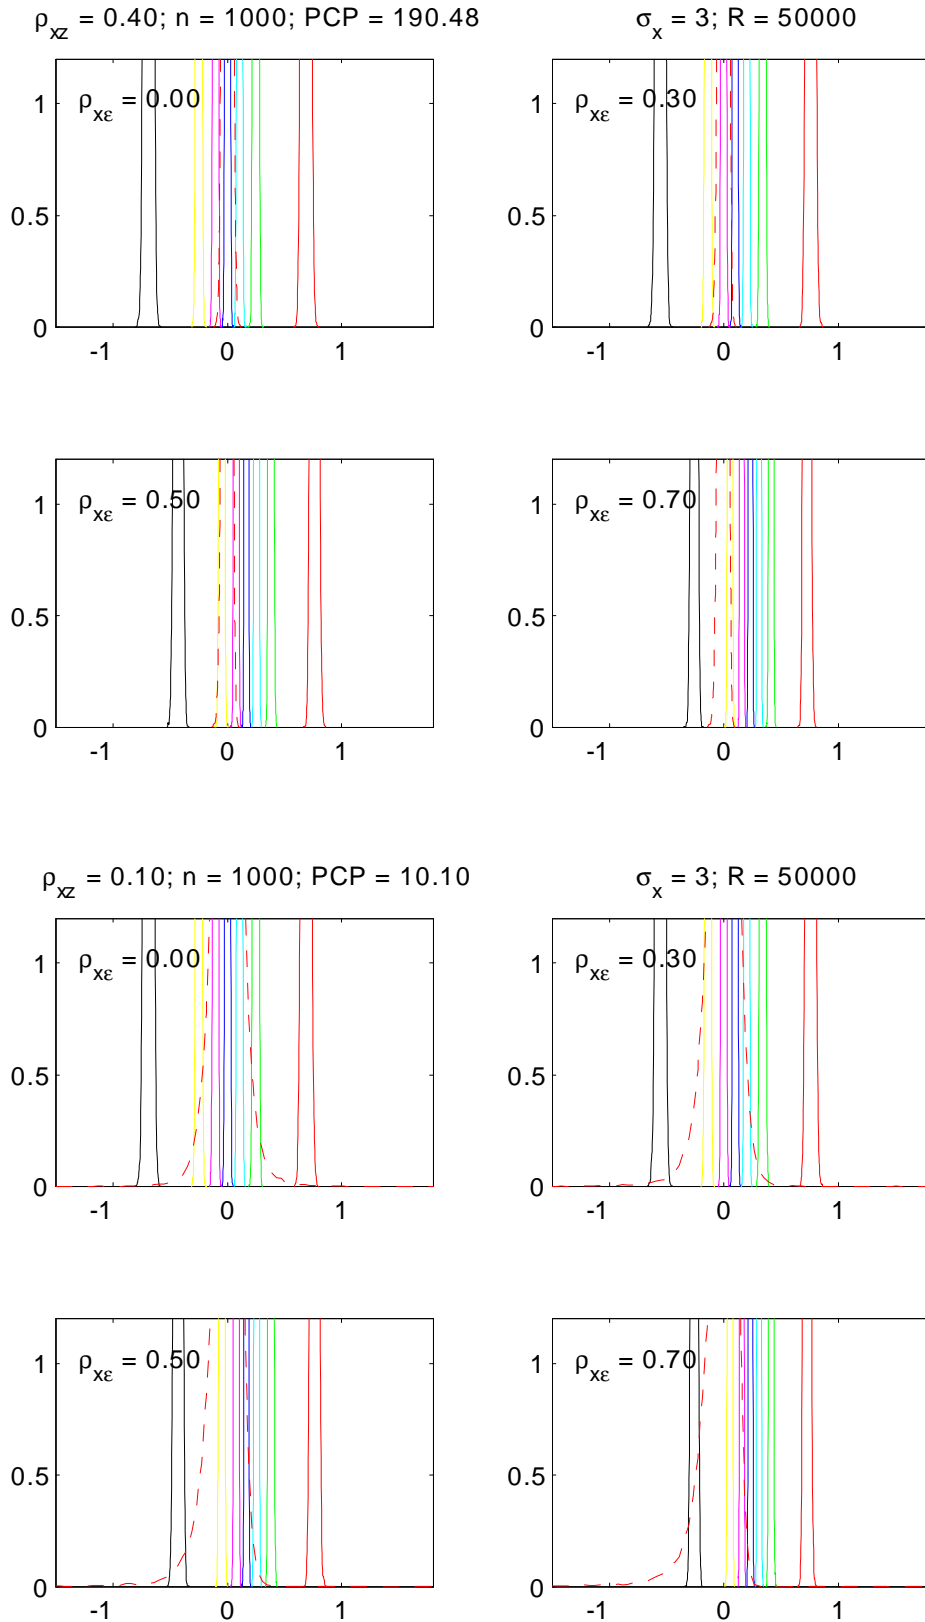 ρxz = 0.40; n = 1000; PCP = 190.48
σx = 3; R = 50000
1
ρxε = 0.00
0.5
0
-1 0 1
1
ρxε = 0.30
0.5
0
-1 0 1
ρxε = 0.50
1
0.5
0
-1 0 1
ρxε = 0.70
1
0.5
0
-1 0 1
ρxz = 0.10; n = 1000; PCP = 10.10
σx = 3; R = 50000
1
ρxε = 0.00
0.5
0
-1 0 1
1
ρxε = 0.30
0.5
0
-1 0 1
1
ρxε = 0.50
0.5
0
-1 0 1
1
ρxε = 0.70
0.5
0
-1 0 1